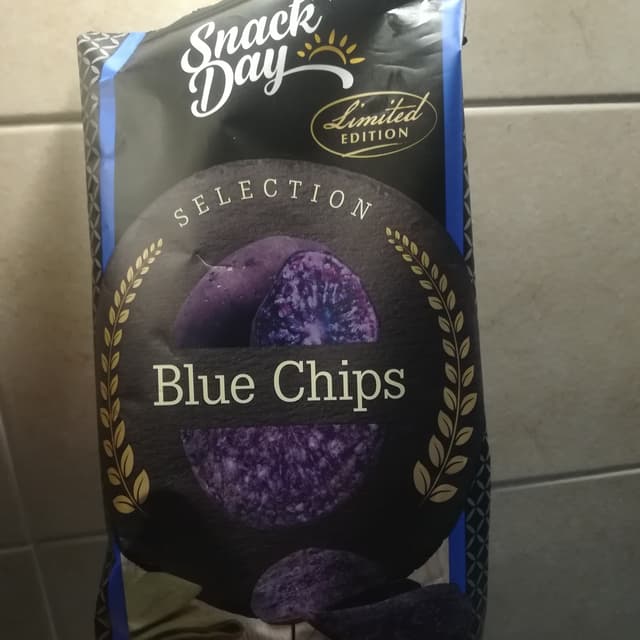 Snack
Day
Limited
EDITION
SELECTION
Blue Chips